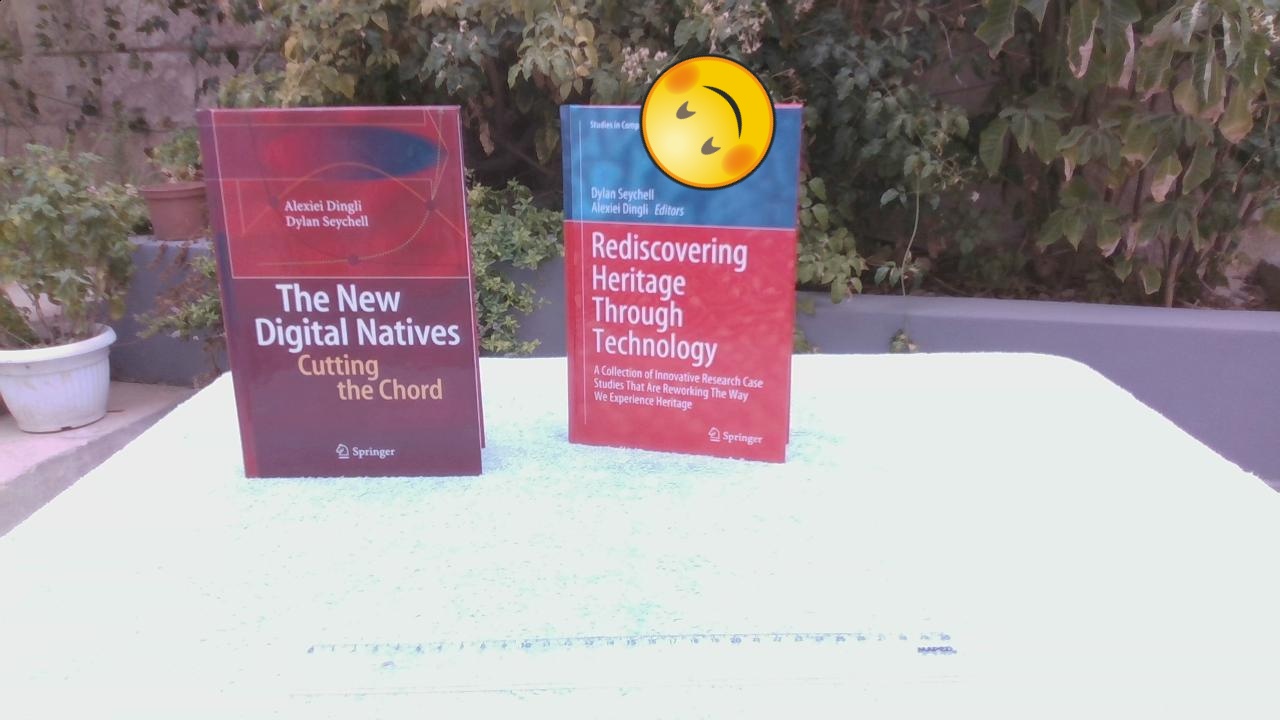 Alexiei Dingli
Dylan Seychell
The New
Digital Natives
Cutting
the Chord
Springer
Studies in
Dylan Seychell
Alexiei Dingli Editors
Rediscovering
Heritage
Through
Technology
A Collection of Innovative Research Case
Studies That Are Reworking The Way
We Experience Heritage
Springer
MAPED